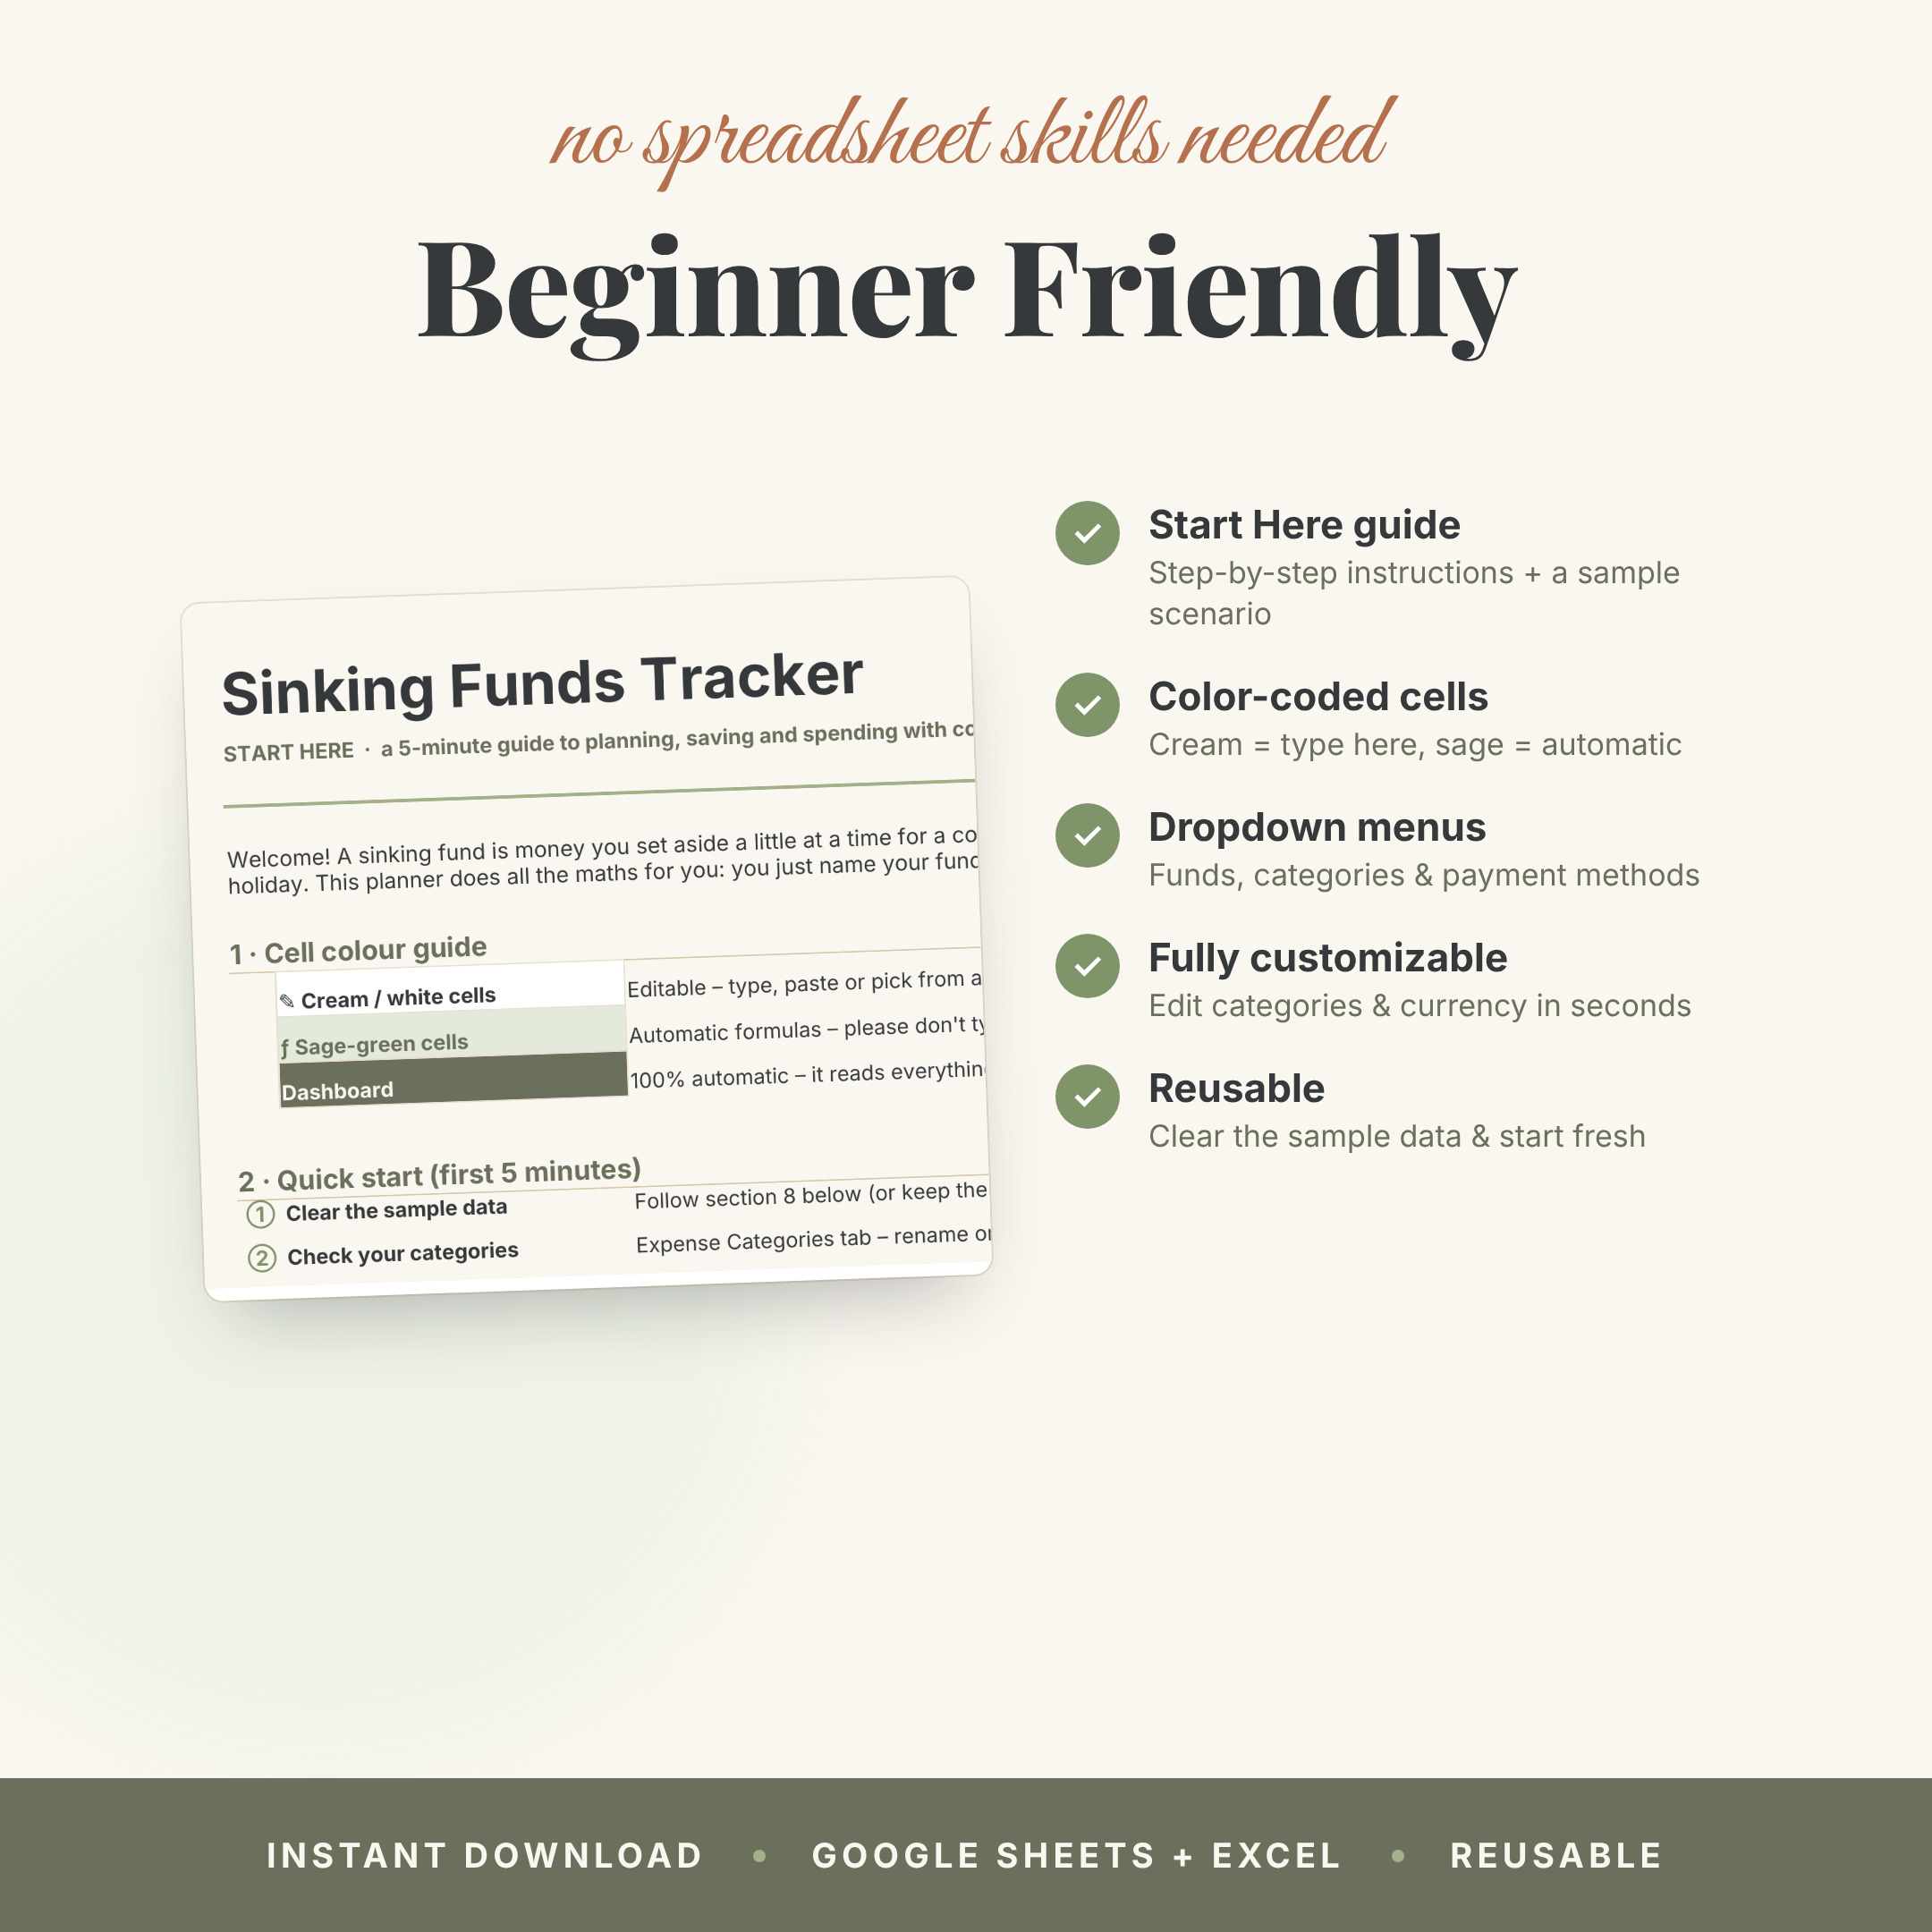 no spreadsheet skills needed
Beginner Friendly
Sinking Funds Tracker
START HERE · a 5-minute guide to planning, saving and spending with
Welcome! A sinking fund is money you set aside a little at a time for a
holiday. This planner does all the maths for you: you just name your
1 · Cell colour guide
✎ Cream / white cells
Editable – type, paste or pick from a
ƒ Sage-green cells
Automatic formulas – please don't
Dashboard
100% automatic – it reads
2 · Quick start (first 5 minutes)
1 Clear the sample data
Follow section 8 below (or keep the
2 Check your categories
Expense Categories tab – rename
Start Here guide
Step-by-step instructions + a sample
scenario
Color-coded cells
Cream = type here, sage = automatic
Dropdown menus
Funds, categories & payment methods
Fully customizable
Edit categories & currency in seconds
Reusable
Clear the sample data & start fresh
INSTANT DOWNLOAD • GOOGLE SHEETS + EXCEL • REUSABLE